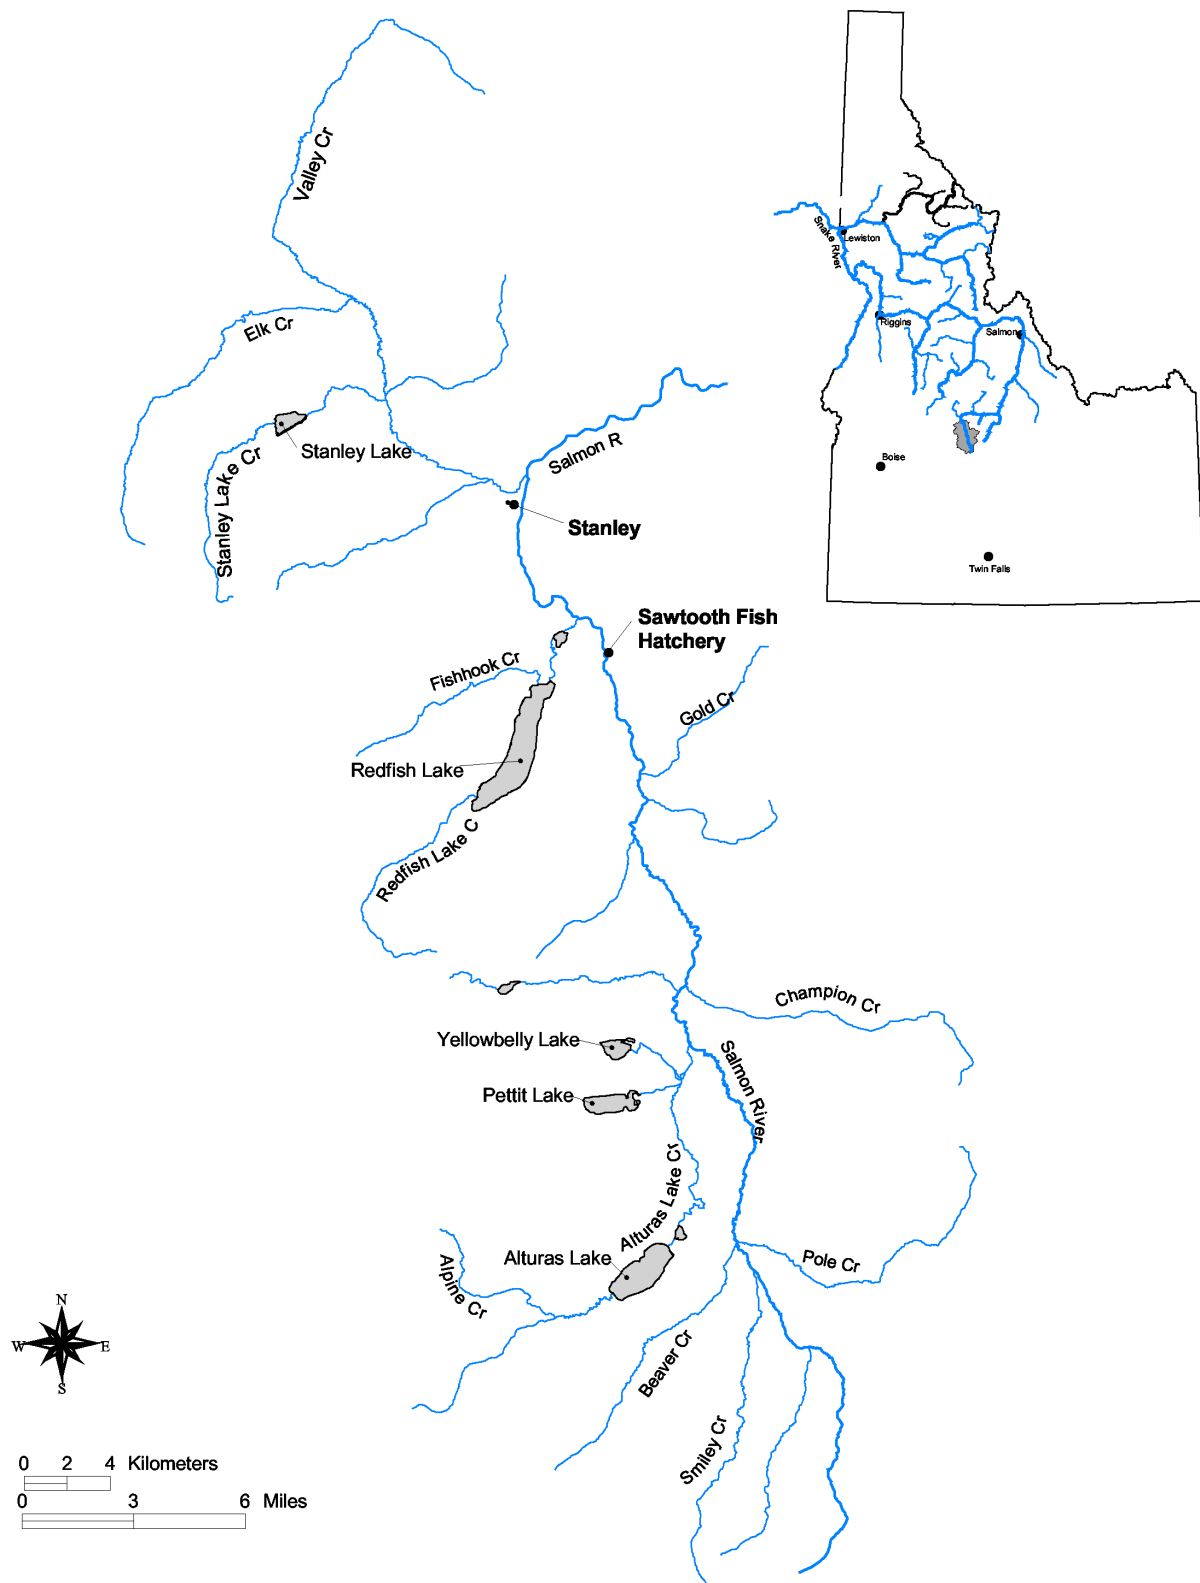 Valley Cr
Snake River
Lewiston
Elk Cr
Riggins
Salmon
Stanley Lake
Salmon R
Stanley Lake Cr
Boise
Stanley
Twin Falls
Sawtooth Fish
Hatchery
Fishhook Cr
Gold Cr
Redfish Lake
Redfish Lake C
Champion Cr
Yellowbelly Lake
Salmon River
Pettit Lake
Alturas Lake Cr
Alturas Lake
Pole Cr
Alpine Cr
N
W
E
S
Beaver Cr
Smiley Cr
0 2 4 Kilometers
0 3 6 Miles